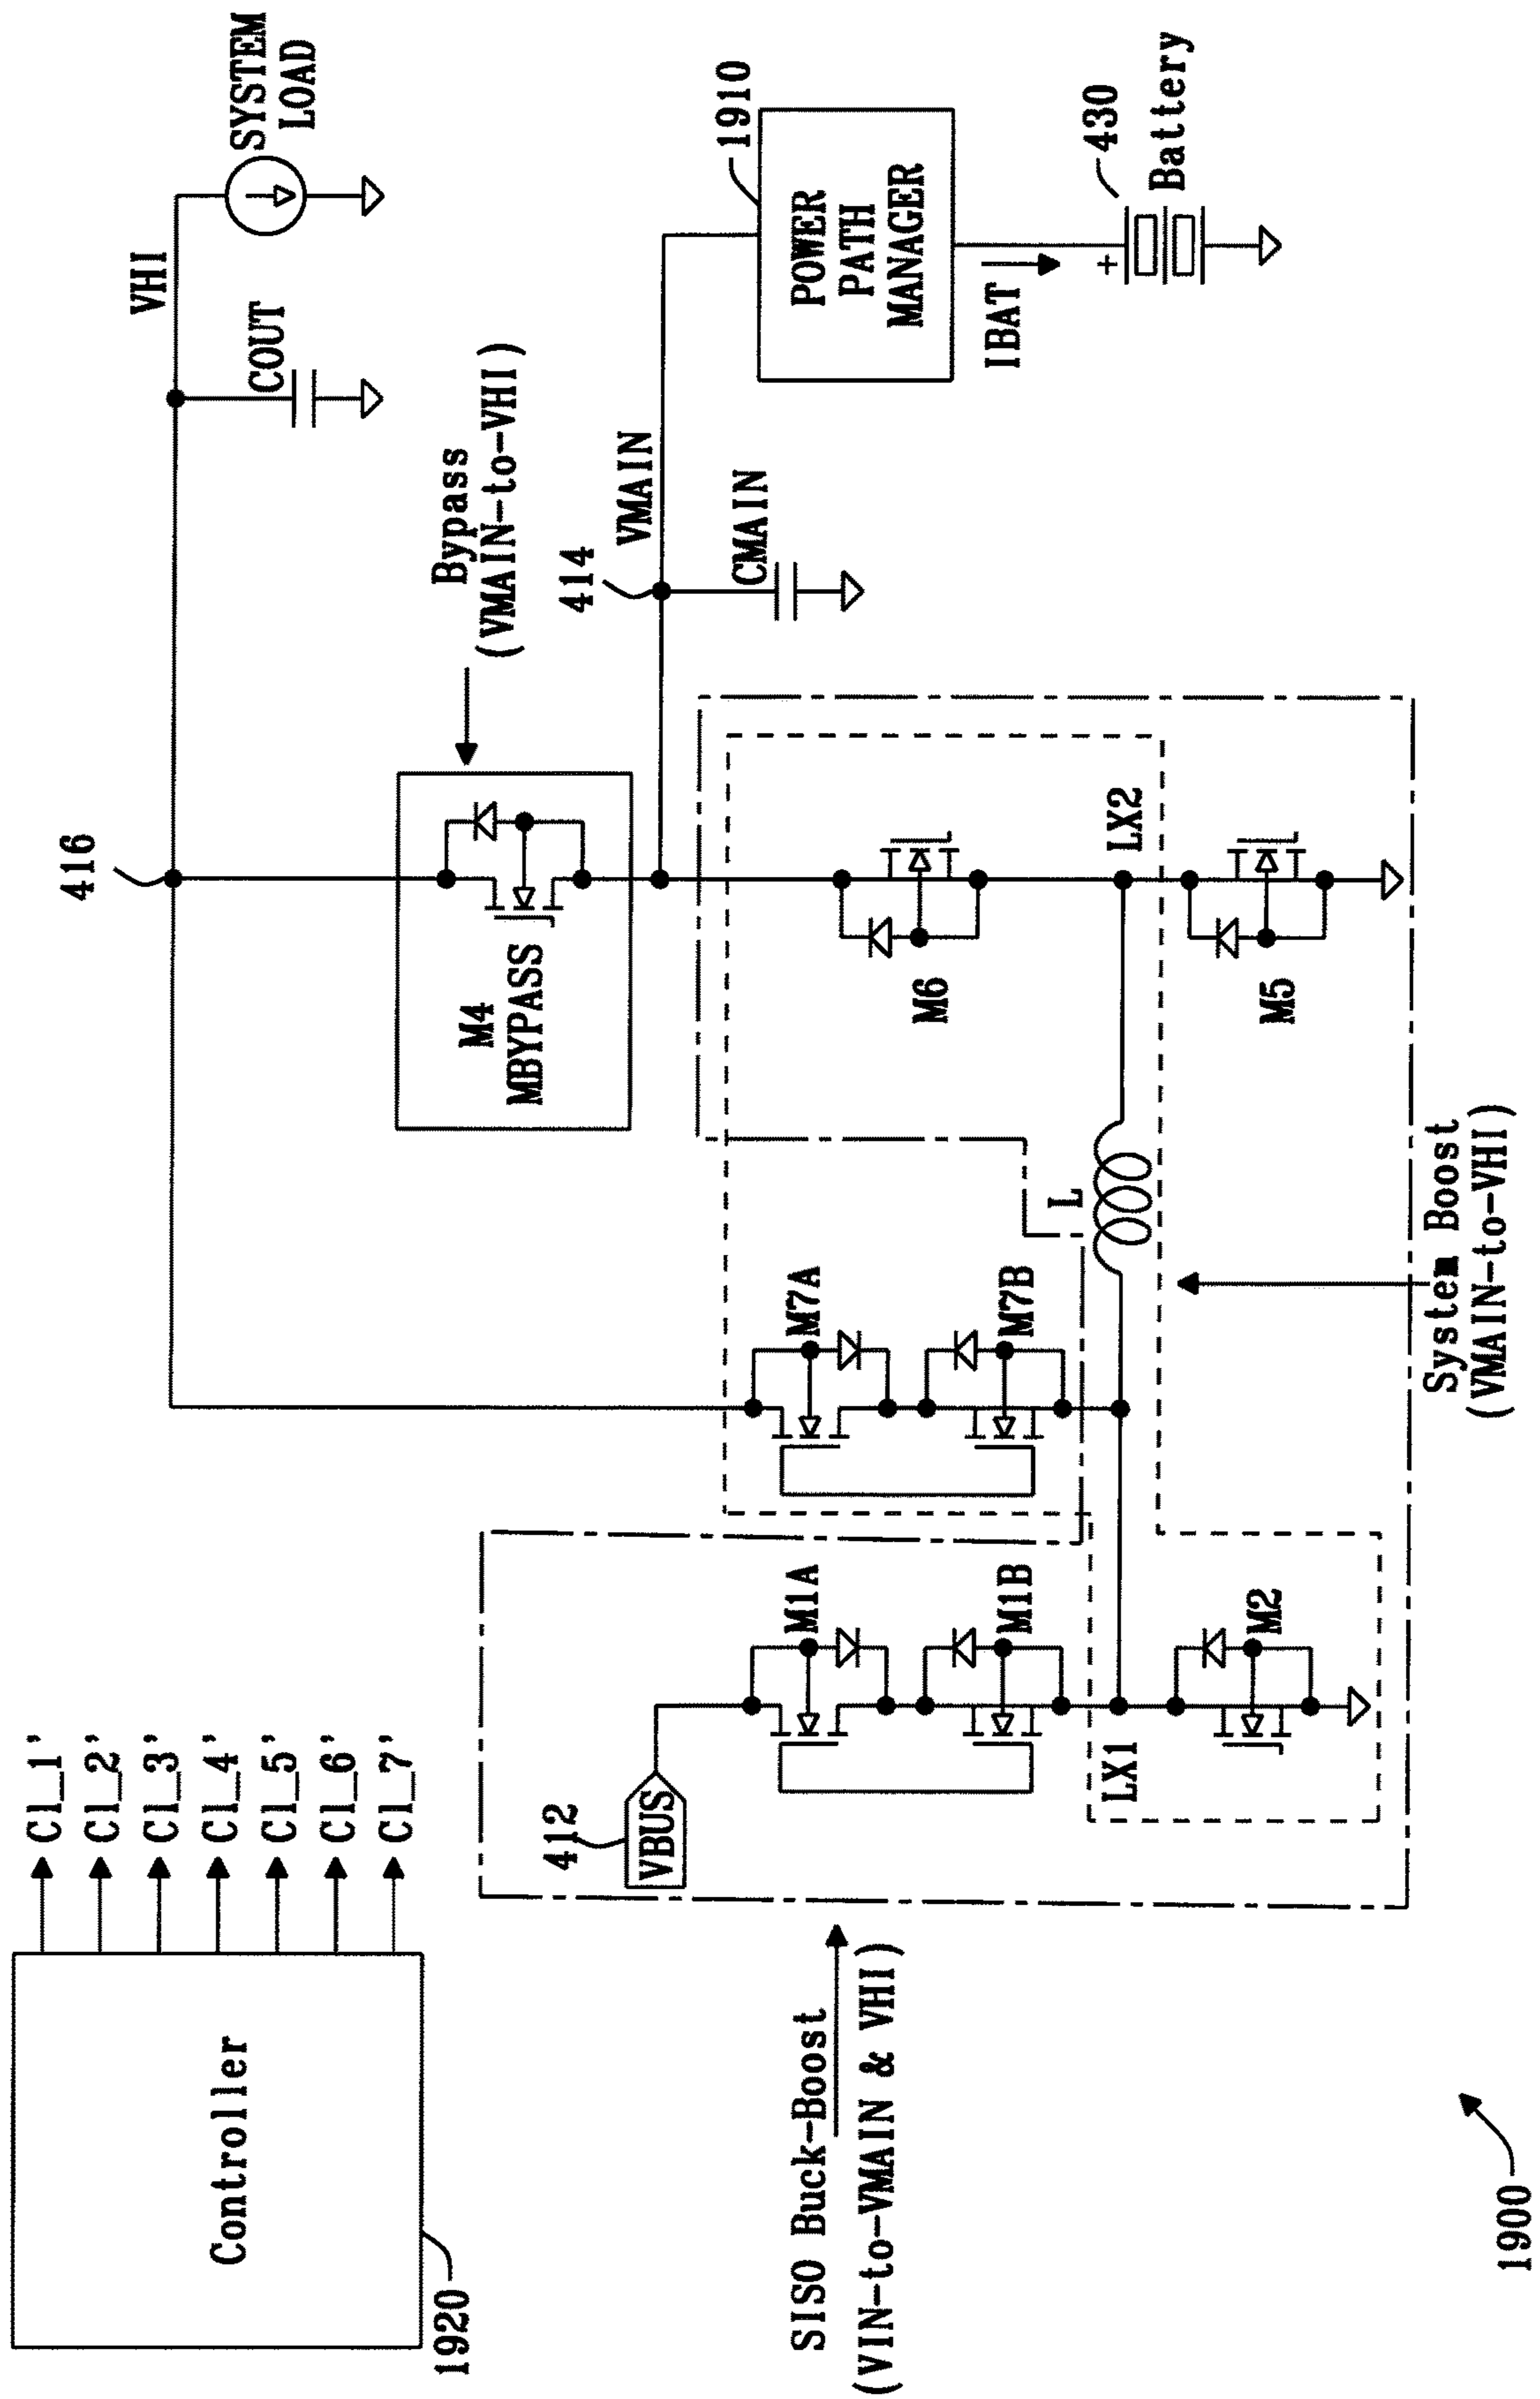 Controller
1920
Cl_1'
Cl_2'
Cl_3'
Cl_4'
Cl_5'
Cl_6'
Cl_7'
416
VHI
COUT
SYSTEM
LOAD
Bypass
(VMAIN-to-VHI)
M4
MBYPASS
414
VMAIN
CMAIN
1910
POWER
PATH
MANAGER
IBAT
+
430
Battery
SISO Buck-Boost
(VIN-to-VMAIN & VHI)
412
VBUS
M1A
M1B
M7A
M7B
LX1
M2
L
M6
LX2
M5
System Boost
(VMAIN-to-VHI)
1900